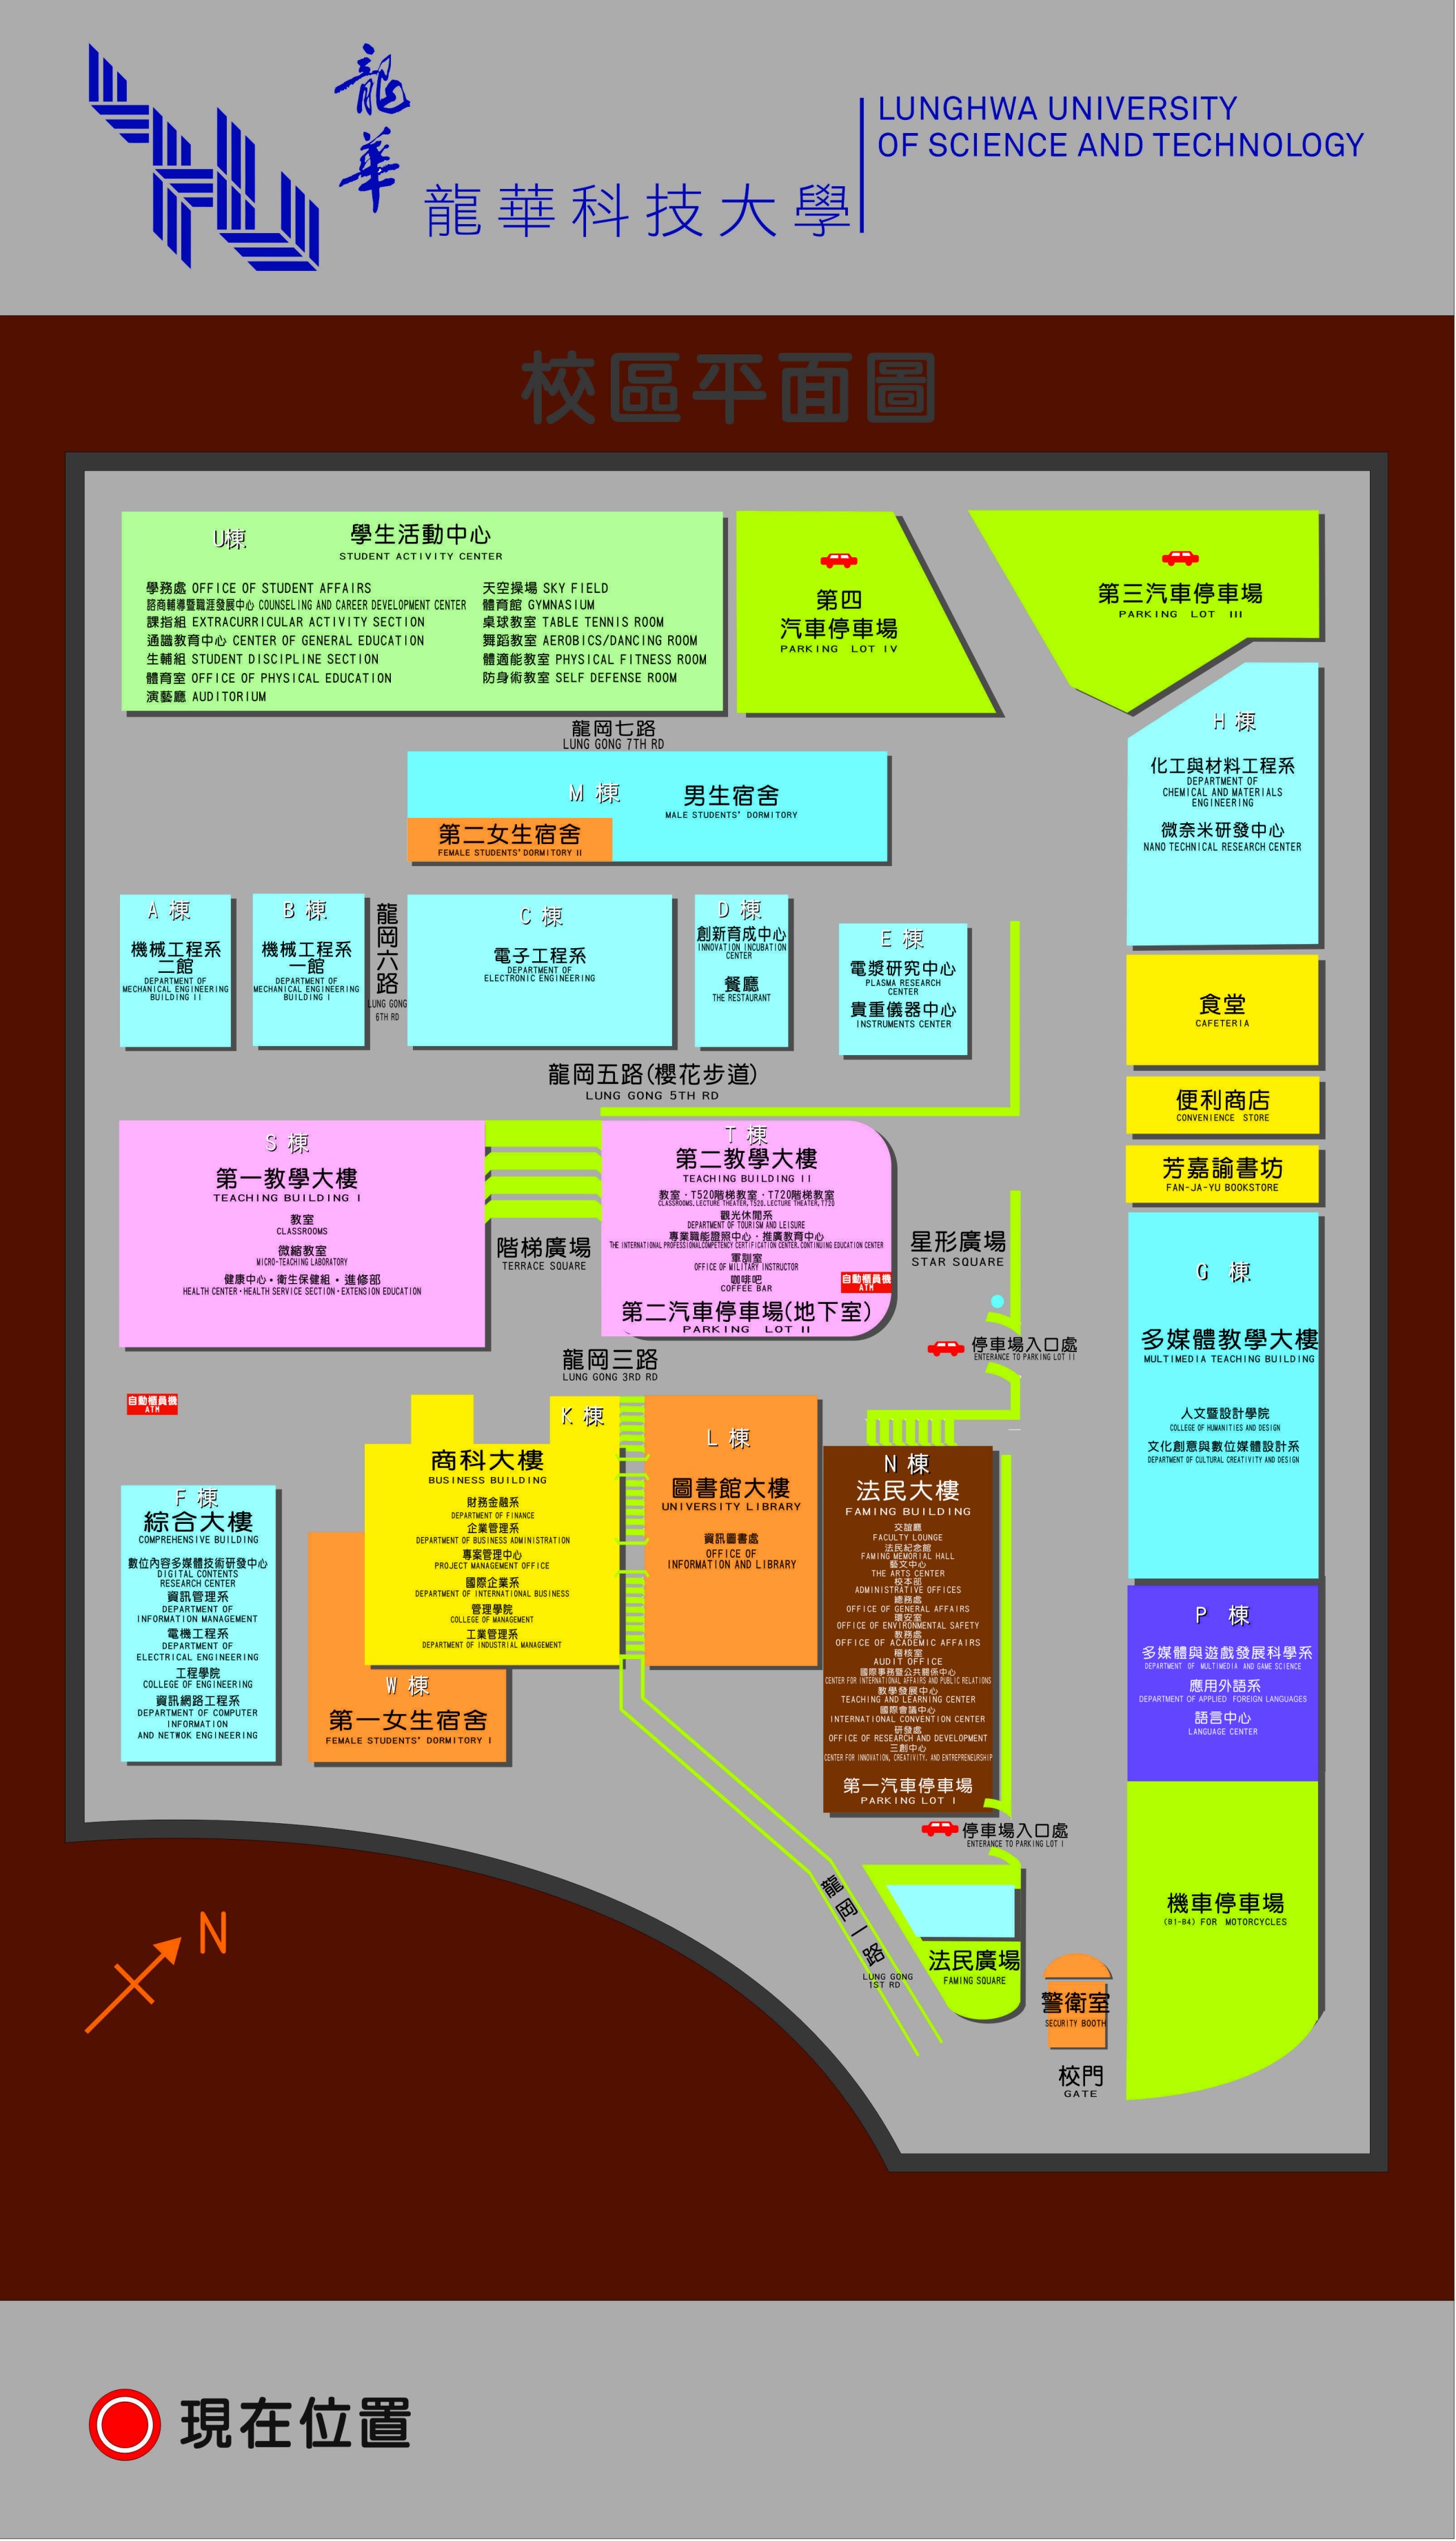 龍華
龍華科技大學
LUNGHWA UNIVERSITY
OF SCIENCE AND TECHNOLOGY
校區平面圖
U棟
學生活動中心
STUDENT ACTIVITY CENTER
學務處 OFFICE OF STUDENT AFFAIRS
諮商輔導暨職涯發展中心 COUNSELING AND CAREER DEVELOPMENT CENTER
課指組 EXTRACURRICULAR ACTIVITY SECTION
通識教育中心 CENTER OF GENERAL EDUCATION
生輔組 STUDENT DISCIPLINE SECTION
體育室 OFFICE OF PHYSICAL EDUCATION
演藝廳 AUDITORIUM
天空操場 SKY FIELD
體育館 GYMNASIUM
桌球教室 TABLE TENNIS ROOM
舞蹈教室 AEROBICS/DANCING ROOM
體適能教室 PHYSICAL FITNESS ROOM
防身術教室 SELF DEFENSE ROOM
第四
汽車停車場
PARKING LOT IV
第三汽車停車場
PARKING LOT III
龍岡七路
LUNG GONG 7TH RD
M 棟
男生宿舍
MALE STUDENTS' DORMITORY
第二女生宿舍
FEMALE STUDENTS' DORMITORY II
H 棟
化工與材料工程系
DEPARTMENT OF
CHEMICAL AND MATERIALS
ENGINEERING
微奈米研發中心
NANO TECHNICAL RESEARCH CENTER
A 棟
機械工程系
二館
DEPARTMENT OF
MECHANICAL ENGINEERING
BUILDING II
B 棟
機械工程系
一館
DEPARTMENT OF
MECHANICAL ENGINEERING
BUILDING I
龍岡六路
LUNG GONG
6TH RD
C 棟
電子工程系
DEPARTMENT OF
ELECTRONIC ENGINEERING
D 棟
創新育成中心
INNOVATION INCUBATION
CENTER
餐廳
THE RESTAURANT
E 棟
電漿研究中心
PLASMA RESEARCH
CENTER
貴重儀器中心
INSTRUMENTS CENTER
食堂
CAFETERIA
便利商店
CONVENIENCE STORE
芳嘉諭書坊
FAN-JA-YU BOOKSTORE
龍岡五路(櫻花步道)
LUNG GONG 5TH RD
S 棟
第一教學大樓
TEACHING BUILDING I
教室
CLASSROOMS
微縮教室
MICRO-TEACHING LABORATORY
健康中心・衛生保健組・進修部
HEALTH CENTER・HEALTH SERVICE SECTION・EXTENSION EDUCATION
階梯廣場
TERRACE SQUARE
T 棟
第二教學大樓
TEACHING BUILDING II
教室・T520階梯教室・T720階梯教室
CLASSROOMS, LECTURE THEATER, T520, LECTURE THEATER, T720
觀光休閒系
DEPARTMENT OF TOURISM AND LEISURE
專業職能證照中心・推廣教育中心
THE INTERNATIONAL PROFESSIONALCOMPETENCY CERTIFICATION CENTER, CONTINUING EDUCATION CENTER
軍訓室
OFFICE OF MILITARY INSTRUCTOR
咖啡吧
COFFEE BAR
自動櫃員機
ATM
第二汽車停車場(地下室)
PARKING LOT II
星形廣場
STAR SQUARE
停車場入口處
ENTERANCE TO PARKING LOT II
G 棟
多媒體教學大樓
MULTIMEDIA TEACHING BUILDING
人文暨設計學院
COLLEGE OF HUMANITIES AND DESIGN
文化創意與數位媒體設計系
DEPARTMENT OF CULTURAL CREATIVITY AND DESIGN
龍岡三路
LUNG GONG 3RD RD
自動櫃員機
ATM
F 棟
綜合大樓
COMPREHENSIVE BUILDING
數位內容多媒體技術研發中心
DIGITAL CONTENTS
RESEARCH CENTER
資訊管理系
DEPARTMENT OF
INFORMATION MANAGEMENT
電機工程系
DEPARTMENT OF
ELECTRICAL ENGINEERING
工程學院
COLLEGE OF ENGINEERING
資訊網路工程系
DEPARTMENT OF COMPUTER
INFORMATION
AND NETWOK ENGINEERING
K 棟
商科大樓
BUSINESS BUILDING
財務金融系
DEPARTMENT OF FINANCE
企業管理系
DEPARTMENT OF BUSINESS ADMINISTRATION
專案管理中心
PROJECT MANAGEMENT OFFICE
國際企業系
DEPARTMENT OF INTERNATIONAL BUSINESS
管理學院
COLLEGE OF MANAGEMENT
工業管理系
DEPARTMENT OF INDUSTRIAL MANAGEMENT
W 棟
第一女生宿舍
FEMALE STUDENTS' DORMITORY I
L 棟
圖書館大樓
UNIVERSITY LIBRARY
資訊圖書處
OFFICE OF
INFORMATION AND LIBRARY
N 棟
法民大樓
FAMING BUILDING
交誼廳
FACULTY LOUNGE
法民紀念館
FAMING MEMORIAL HALL
藝文中心
THE ARTS CENTER
校本部
ADMINISTRATIVE OFFICES
總務處
OFFICE OF GENERAL AFFAIRS
環安室
OFFICE OF ENVIRONMENTAL SAFETY
教務處
OFFICE OF ACADEMIC AFFAIRS
稽核室
AUDIT OFFICE
國際事務暨公共關係中心
CENTER FOR INTERNATIONAL AFFAIRS AND PUBLIC RELATIONS
教學發展中心
TEACHING AND LEARNING CENTER
國際會議中心
INTERNATIONAL CONVENTION CENTER
研發處
OFFICE OF RESEARCH AND DEVELOPMENT
三創中心
CENTER FOR INNOVATION, CREATIVITY, AND ENTREPRENEURSHIP
第一汽車停車場
PARKING LOT I
停車場入口處
ENTERANCE TO PARKING LOT I
P 棟
多媒體與遊戲發展科學系
DEPARTMENT OF MULTIMEDIA AND GAME SCIENCE
應用外語系
DEPARTMENT OF APPLIED FOREIGN LANGUAGES
語言中心
LANGUAGE CENTER
機車停車場
(B1-B4) FOR MOTORCYCLES
龍岡一路
LUNG GONG
1ST RD
法民廣場
FAMING SQUARE
警衛室
SECURITY BOOTH
校門
GATE
N
現在位置